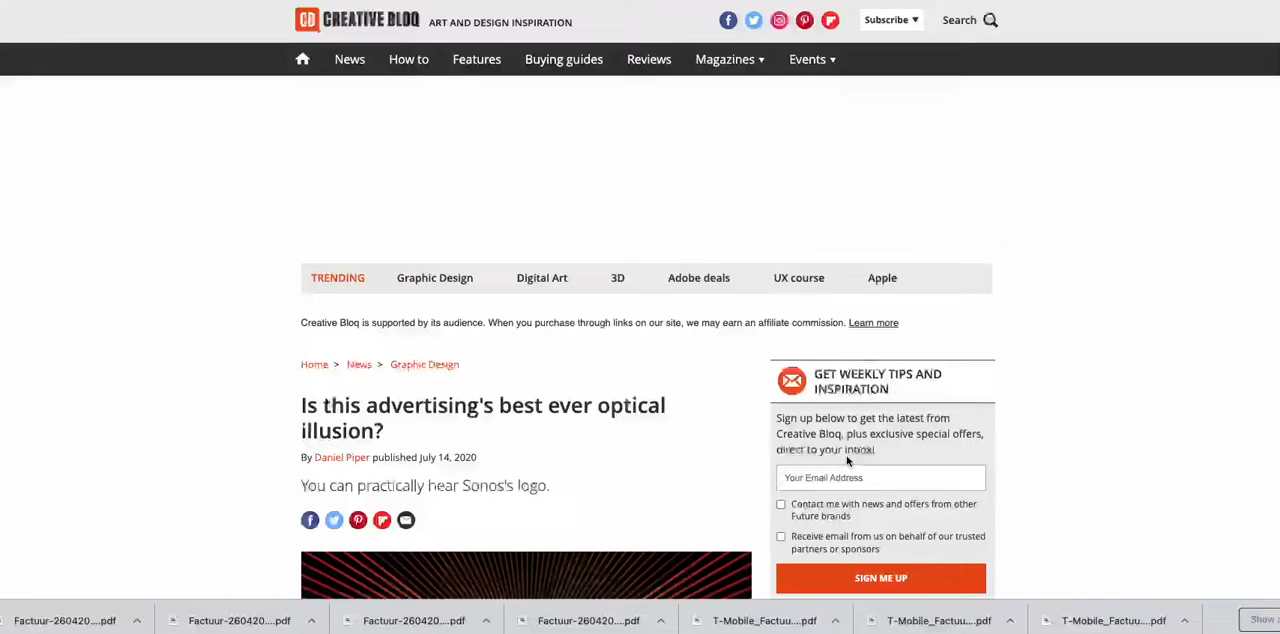 CREATIVE BLOQ ART AND DESIGN INSPIRATION
Subscribe ▼ Search
News How to Features Buying guides Reviews Magazines ▼ Events ▼
TRENDING Graphic Design Digital Art 3D Adobe deals UX course Apple
Creative Bloq is supported by its audience. When you purchase through links on our site, we may earn an affiliate commission. Learn more
Home > News > Graphic Design
Is this advertising's best ever optical
illusion?
By Daniel Piper published July 14, 2020
You can practically hear Sonos's logo.
GET WEEKLY TIPS AND
INSPIRATION
Sign up below to get the latest from
Creative Bloq, plus exclusive special offers,
direct to your inbox!
Your Email Address
Contact me with news and offers from other
Future brands
Receive email from us on behalf of our trusted
partners or sponsors
SIGN ME UP
Factuur-260420....pdf Factuur-260420....pdf Factuur-260420....pdf Factuur-260420....pdf T-Mobile_Factuu....pdf T-Mobile_Factuu....pdf T-Mobile_Factuu....pdf Show